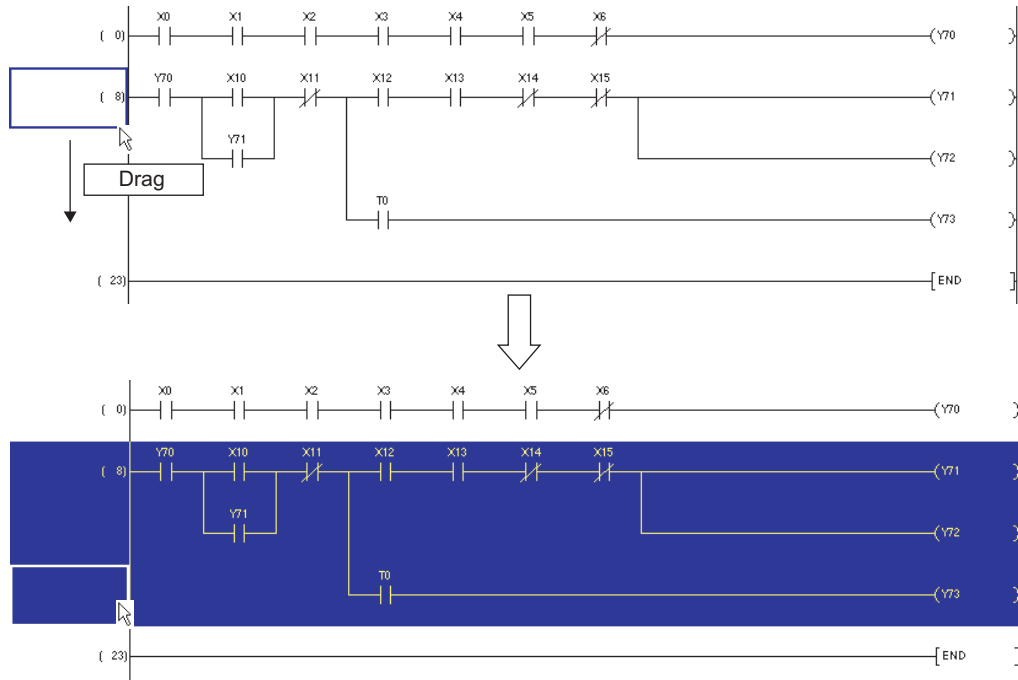 X0 X1 X2 X3 X4 X5 X6
( 0) (Y70 )
Y70 X10 X11 X12 X13 X14 X15
( 8) (Y71 )
Y71
(Y72 )
Drag
T0
(Y73 )
( 23) [END ]
X0 X1 X2 X3 X4 X5 X6
( 0) (Y70 )
Y70 X10 X11 X12 X13 X14 X15
( 8) (Y71 )
Y71
(Y72 )
T0
(Y73 )
( 23) [END ]